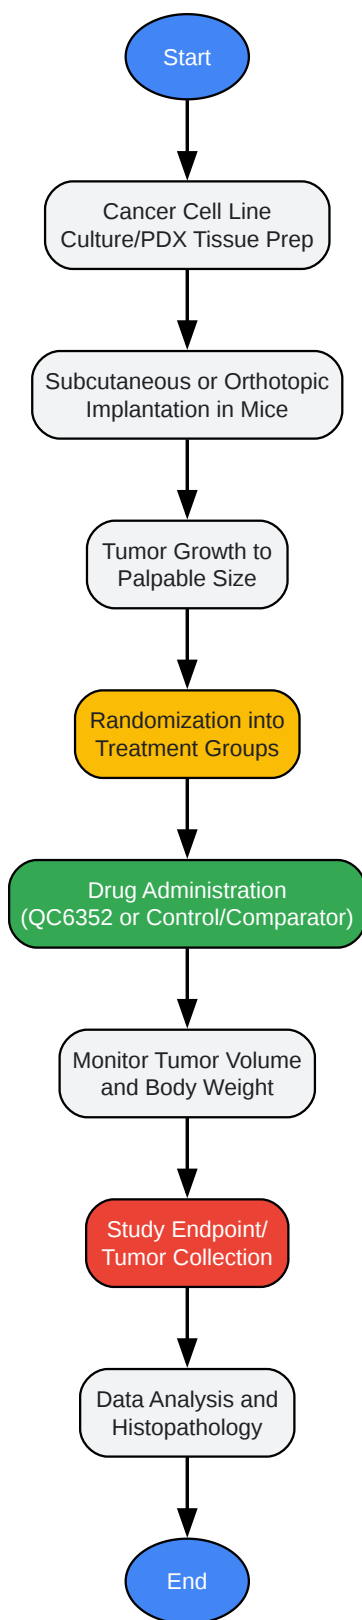 Start
Cancer Cell Line
Culture/PDX Tissue Prep
Subcutaneous or Orthotopic
Implantation in Mice
Tumor Growth to
Palpable Size
Randomization into
Treatment Groups
Drug Administration
(QC6352 or Control/Comparator)
Monitor Tumor Volume
and Body Weight
Study Endpoint/
Tumor Collection
Data Analysis and
Histopathology
End